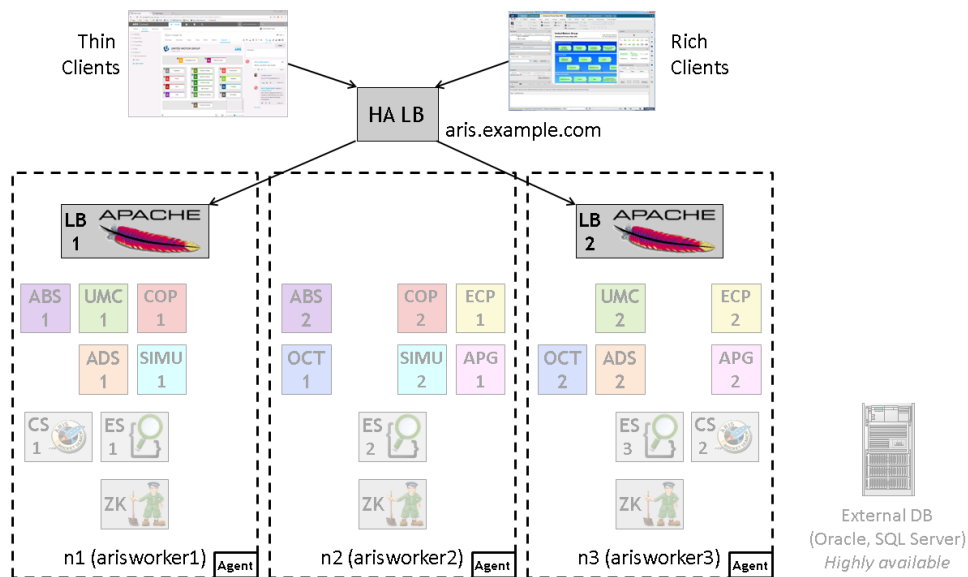 Thin
Clients
Rich
Clients
HA LB
aris.example.com
LB
1
APACHE
LB
2
APACHE
ABS
1
UMC
1
COP
1
ABS
2
COP
2
ECP
1
UMC
2
ECP
2
ADS
1
SIMU
1
OCT
1
SIMU
2
APG
1
OCT
2
ADS
2
APG
2
CS
1
ES
1
ES
2
ES
3
CS
2
ZK
ZK
ZK
External DB
(Oracle, SQL Server)
Highly available
n1 (arisworker1)
Agent
n2 (arisworker2)
Agent
n3 (arisworker3)
Agent